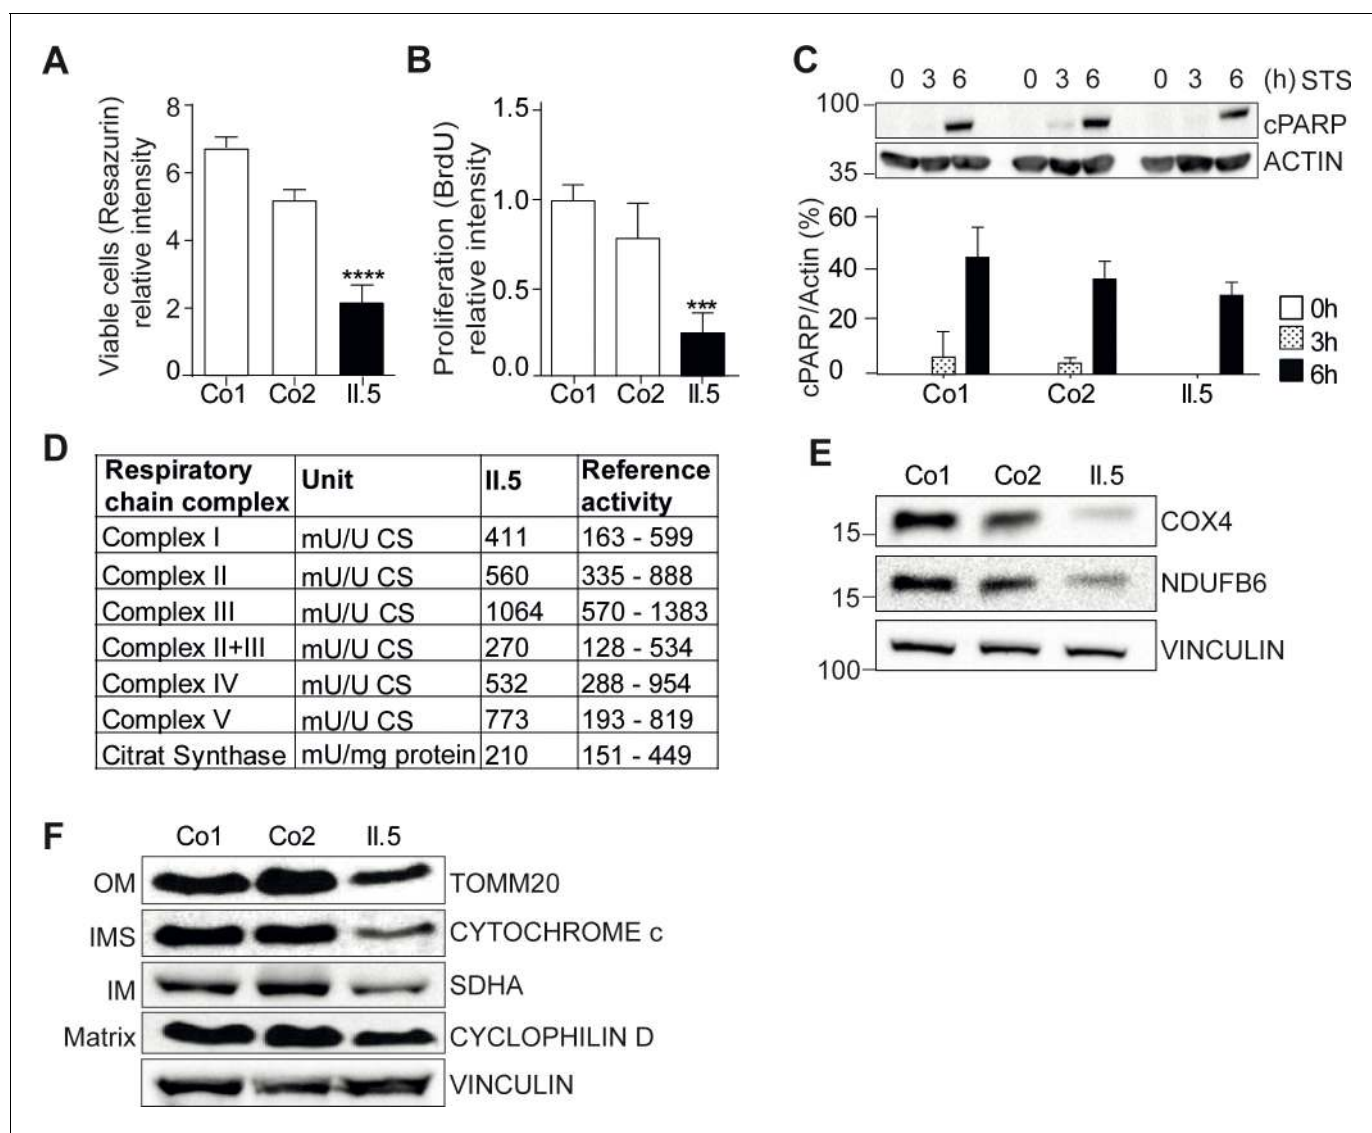 A
Viable cells (Resazurin)
relative intensity
8
6
4
2
0
****
Co1 Co2 II.5
B
Proliferation (BrdU)
relative intensity
1.5
1.0
0.5
0.0
***
Co1 Co2 II.5
C
0 3 6 0 3 6 0 3 6 (h) STS
100
cPARP
35
ACTIN
cPARP/Actin (%)
60
40
20
0
Co1 Co2 II.5
0h
3h
6h
D
Respiratory chain complex Unit II.5 Reference activity
Complex I mU/U CS 411 163 - 599
Complex II mU/U CS 560 335 - 888
Complex III mU/U CS 1064 570 - 1383
Complex II+III mU/U CS 270 128 - 534
Complex IV mU/U CS 532 288 - 954
Complex V mU/U CS 773 193 - 819
Citrat Synthase mU/mg protein 210 151 - 449
E
Co1 Co2 II.5
15 COX4
15 NDUFB6
100 VINCULIN
F
Co1 Co2 II.5
OM TOMM20
IMS CYTOCHROME c
IM SDHA
Matrix CYCLOPHILIN D
VINCULIN